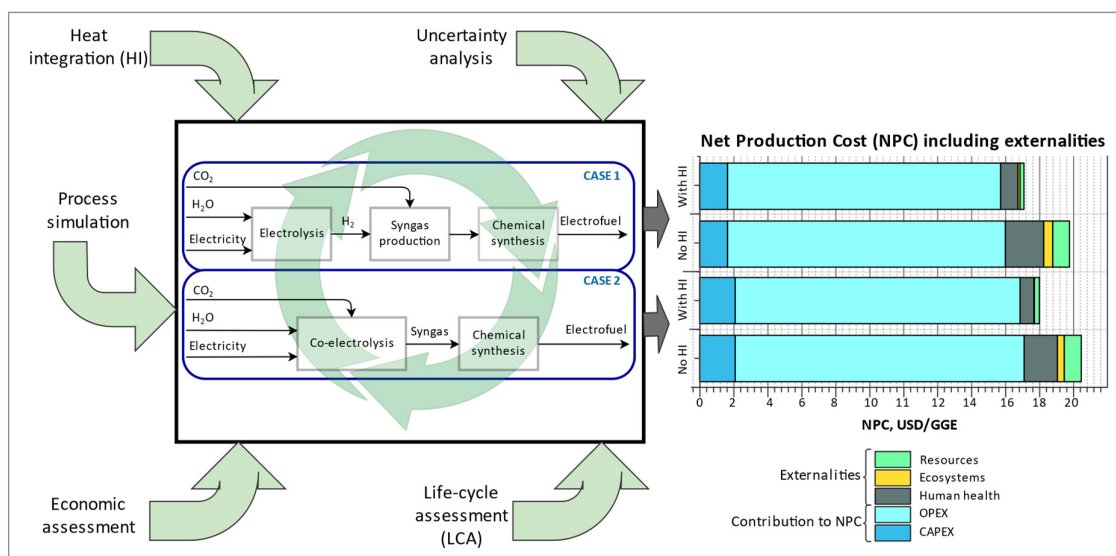 Heat
integration (HI)
Uncertainty
analysis
Process
simulation
Economic
assessment
Life-cycle
assessment
(LCA)
CASE 1
CO2
H2O
Electricity
Electrolysis
H2
Syngas
production
Chemical
synthesis
Electrofuel
CASE 2
CO2
H2O
Electricity
Co-electrolysis
Syngas
Chemical
synthesis
Electrofuel
Net Production Cost (NPC) including externalities
With HI
No HI
With HI
No HI
0 2 4 6 8 10 12 14 16 18 20
NPC, USD/GGE
Externalities
Resources
Ecosystems
Human health
Contribution to NPC
OPEX
CAPEX